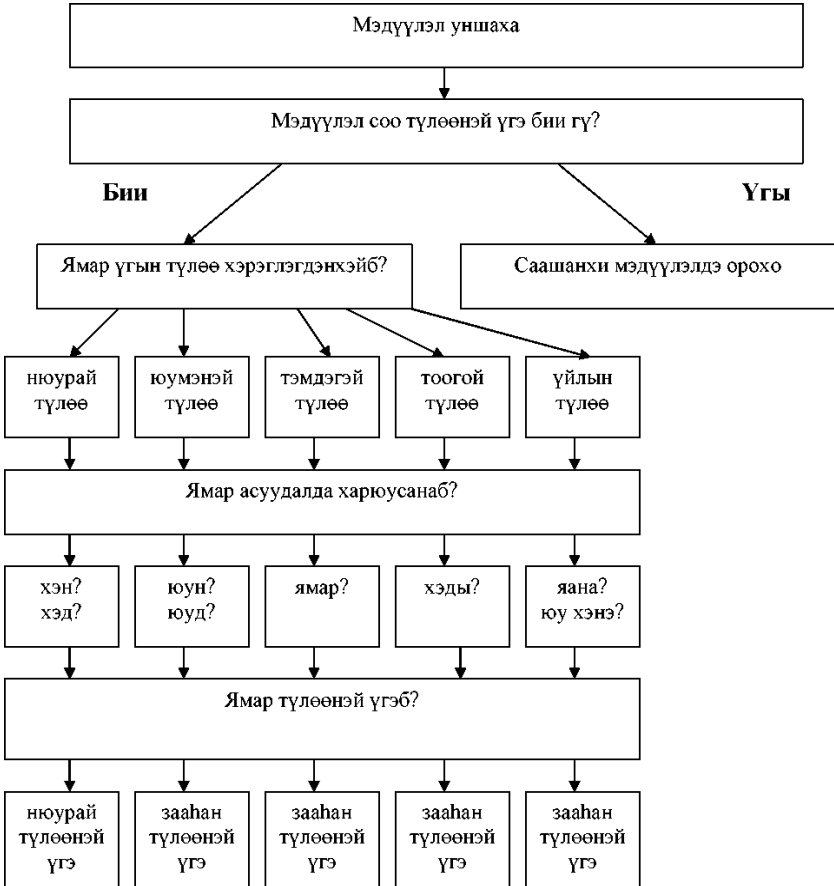 Мэдүүлэл уншаха
Мэдүүлэл соо түлөөнэй үгэ бии гү?
Бии
Үгы
Ямар үгын түлөө хэрэглэгдэнхэйб?
Саашанхи мэдүүлэлдэ орохо
нюурай
түлөө
юумэнэй
түлөө
тэмдэгэй
түлөө
тоогой
түлөө
үйлын
түлөө
Ямар асуудалда харюусанаб?
хэн?
хэд?
юун?
юуд?
ямар?
хэды?
яана?
юу хэнэ?
Ямар түлөөнэй үгэб?
нюурай
түлөөнэй
үгэ
зааһан
түлөөнэй
үгэ
зааһан
түлөөнэй
үгэ
зааһан
түлөөнэй
үгэ
зааһан
түлөөнэй
үгэ